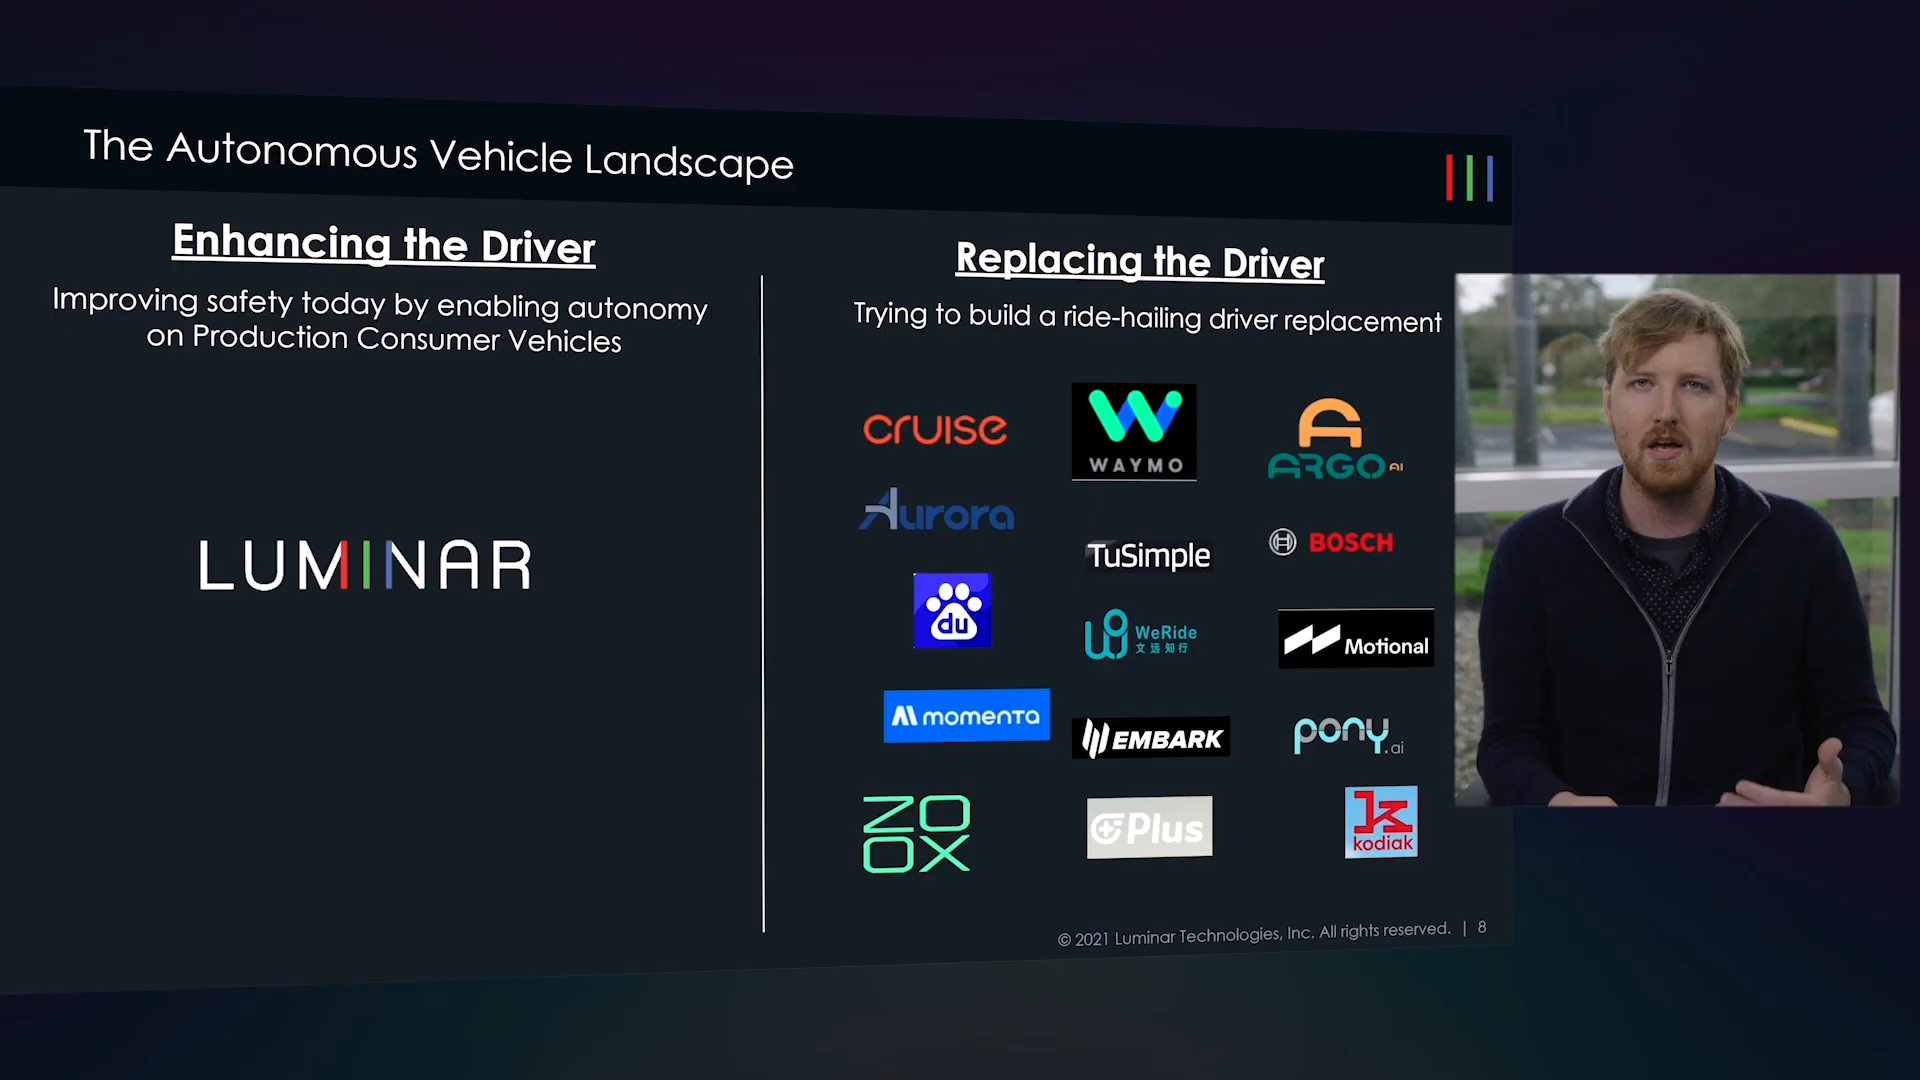 The Autonomous Vehicle Landscape
Enhancing the Driver
Improving safety today by enabling autonomy
on Production Consumer Vehicles
LUMINAR
Replacing the Driver
Trying to build a ride-hailing driver replacement
cruise
WAYMO
ARGO AI
Aurora
TuSimple
BOSCH
du
WeRide
文远知行
Motional
momenta
EMBARK
pony.ai
ZO
OX
Plus
k
kodiak
© 2021 Luminar Technologies, Inc. All rights reserved. | 8